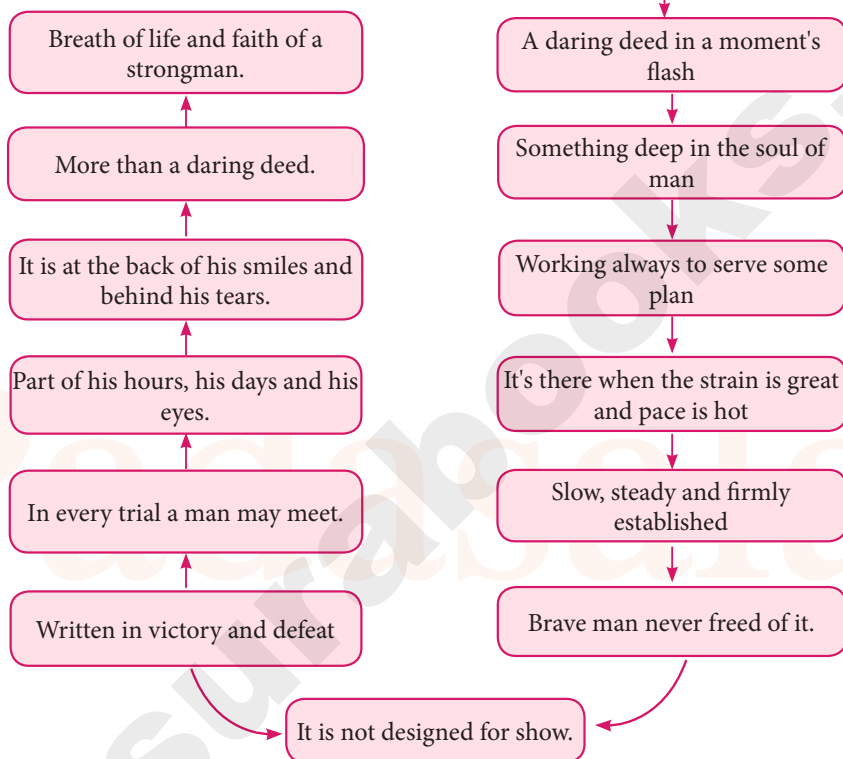 Breath of life and faith of a
strongman.
More than a daring deed.
It is at the back of his smiles and
behind his tears.
Part of his hours, his days and his
eyes.
In every trial a man may meet.
Written in victory and defeat
A daring deed in a moment's
flash
Something deep in the soul of
man
Working always to serve some
plan
It's there when the strain is great
and pace is hot
Slow, steady and firmly
established
Brave man never freed of it.
It is not designed for show.
surabooks.
Padasala